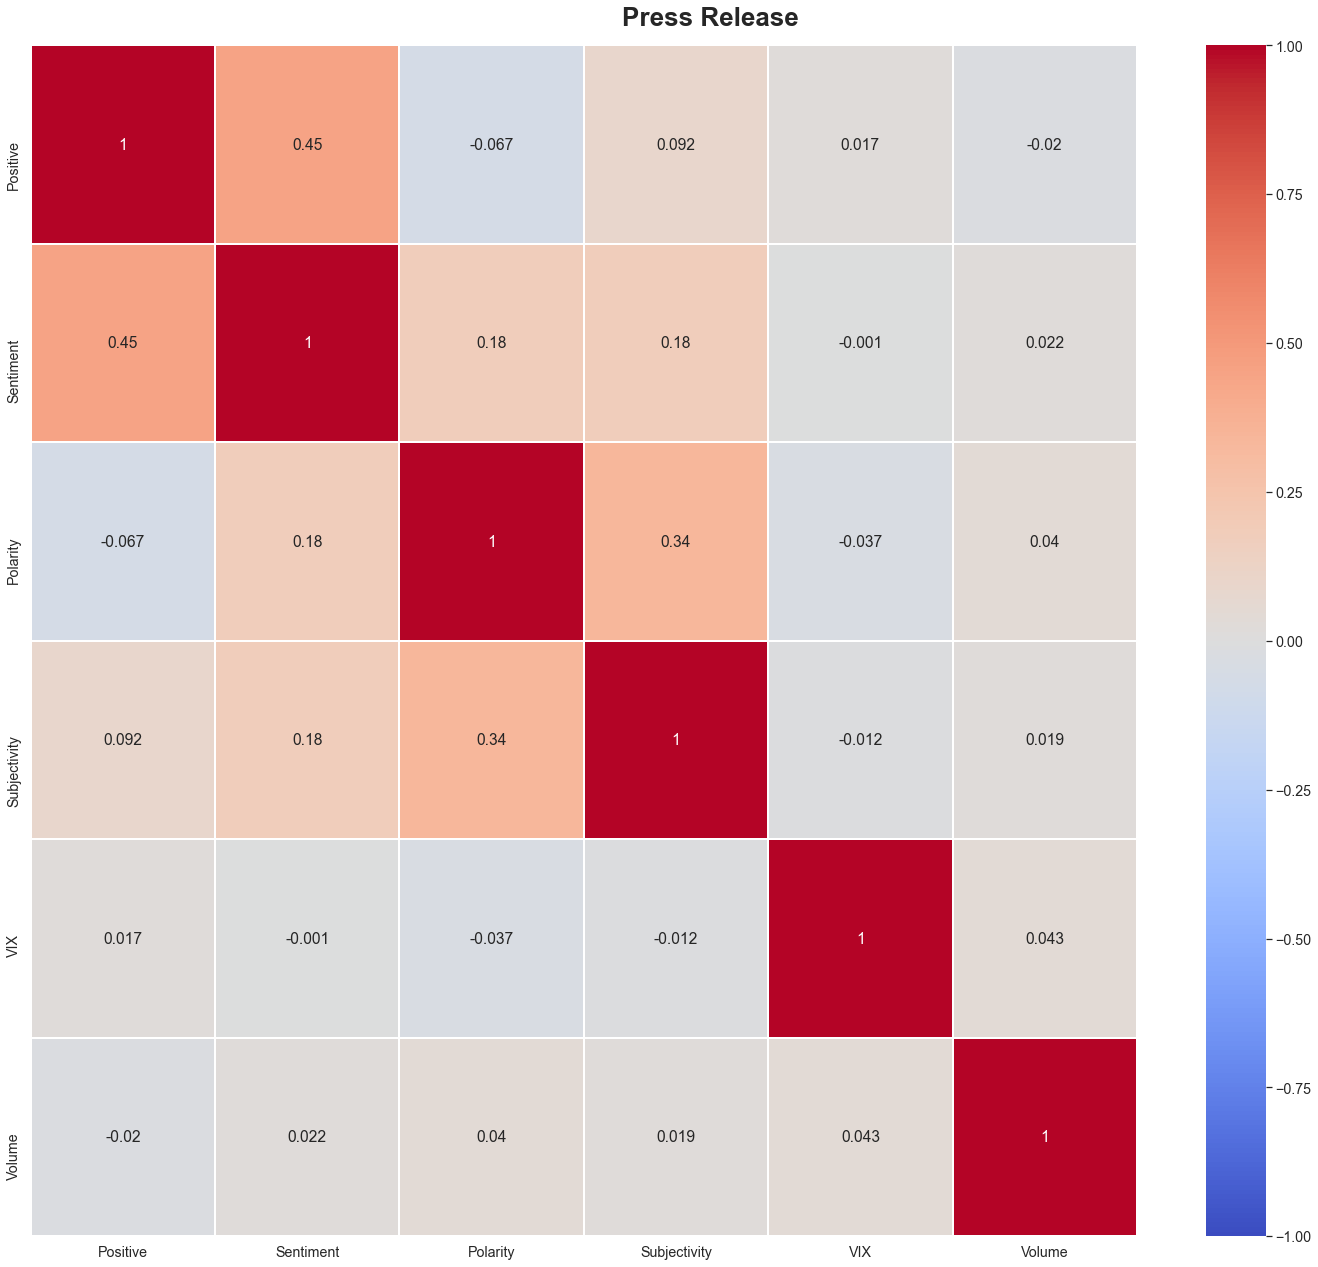 Press Release
Positive 1 0.45 -0.067 0.092 0.017 -0.02
Sentiment 0.45 1 0.18 0.18 -0.001 0.022
Polarity -0.067 0.18 1 0.34 -0.037 0.04
Subjectivity 0.092 0.18 0.34 1 -0.012 0.019
VIX 0.017 -0.001 -0.037 -0.012 1 0.043
Volume -0.02 0.022 0.04 0.019 0.043 1
Positive Sentiment Polarity Subjectivity VIX Volume
1.00
0.75
0.50
0.25
0.00
−0.25
−0.50
−0.75
−1.00